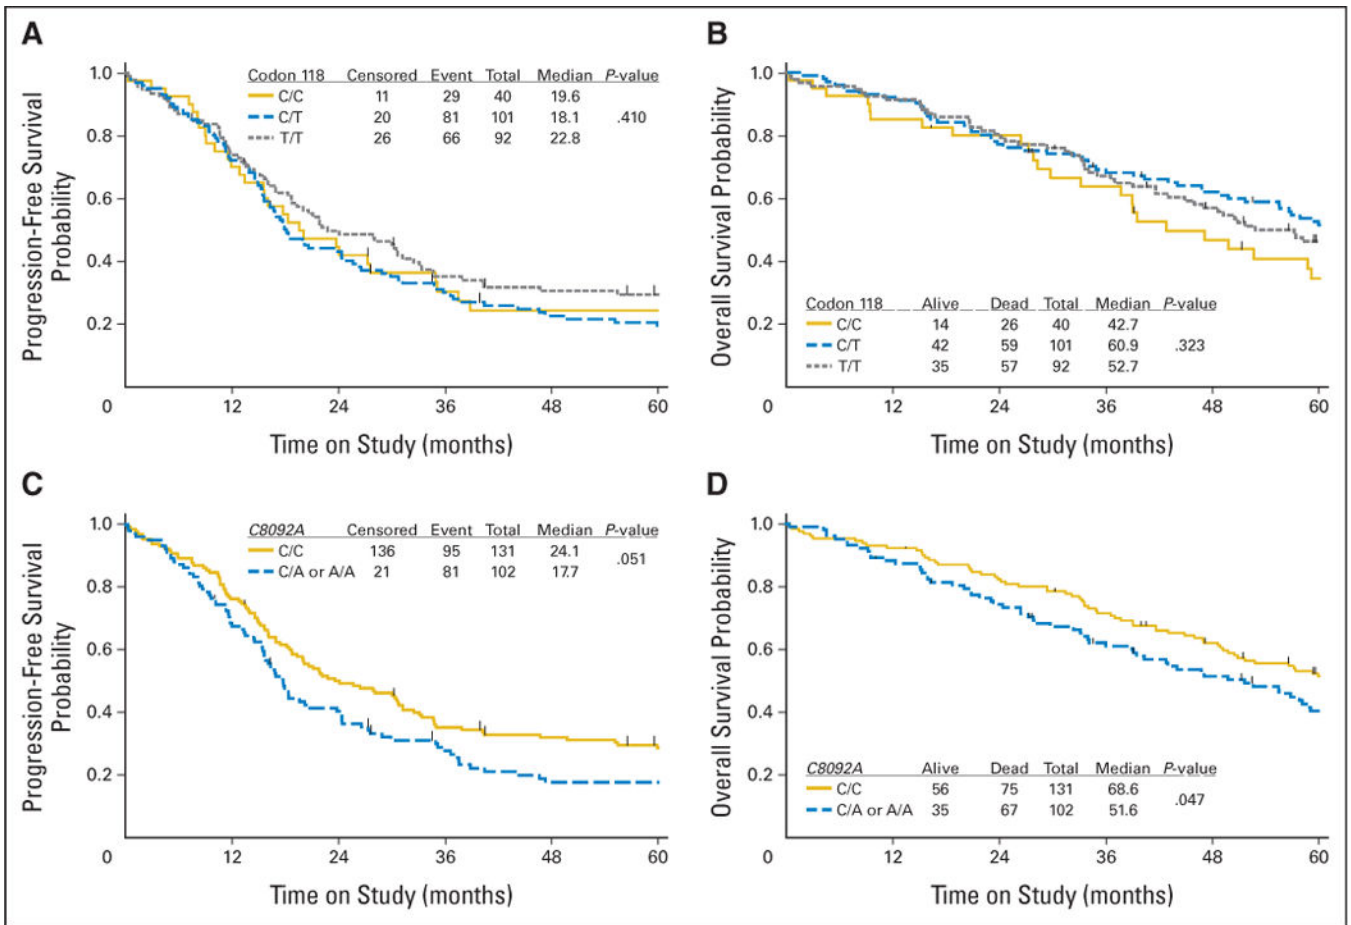 A
Progression-Free Survival
Probability
1.0
0.8
0.6
0.4
0.2
Codon 118 Censored Event Total Median P-value
C/C 11 29 40 19.6
C/T 20 81 101 18.1 .410
T/T 26 66 92 22.8
0 12 24 36 48 60
Time on Study (months)
B
Overall Survival Probability
1.0
0.8
0.6
0.4
0.2
Codon 118 Alive Dead Total Median P-value
C/C 14 26 40 42.7
C/T 42 59 101 60.9 .323
T/T 35 57 92 52.7
0 12 24 36 48 60
Time on Study (months)
C
Progression-Free Survival
Probability
1.0
0.8
0.6
0.4
0.2
C8092A Censored Event Total Median P-value
C/C 136 95 131 24.1 .051
C/A or A/A 21 81 102 17.7
0 12 24 36 48 60
Time on Study (months)
D
Overall Survival Probability
1.0
0.8
0.6
0.4
0.2
C8092A Alive Dead Total Median P-value
C/C 56 75 131 68.6 .047
C/A or A/A 35 67 102 51.6
0 12 24 36 48 60
Time on Study (months)